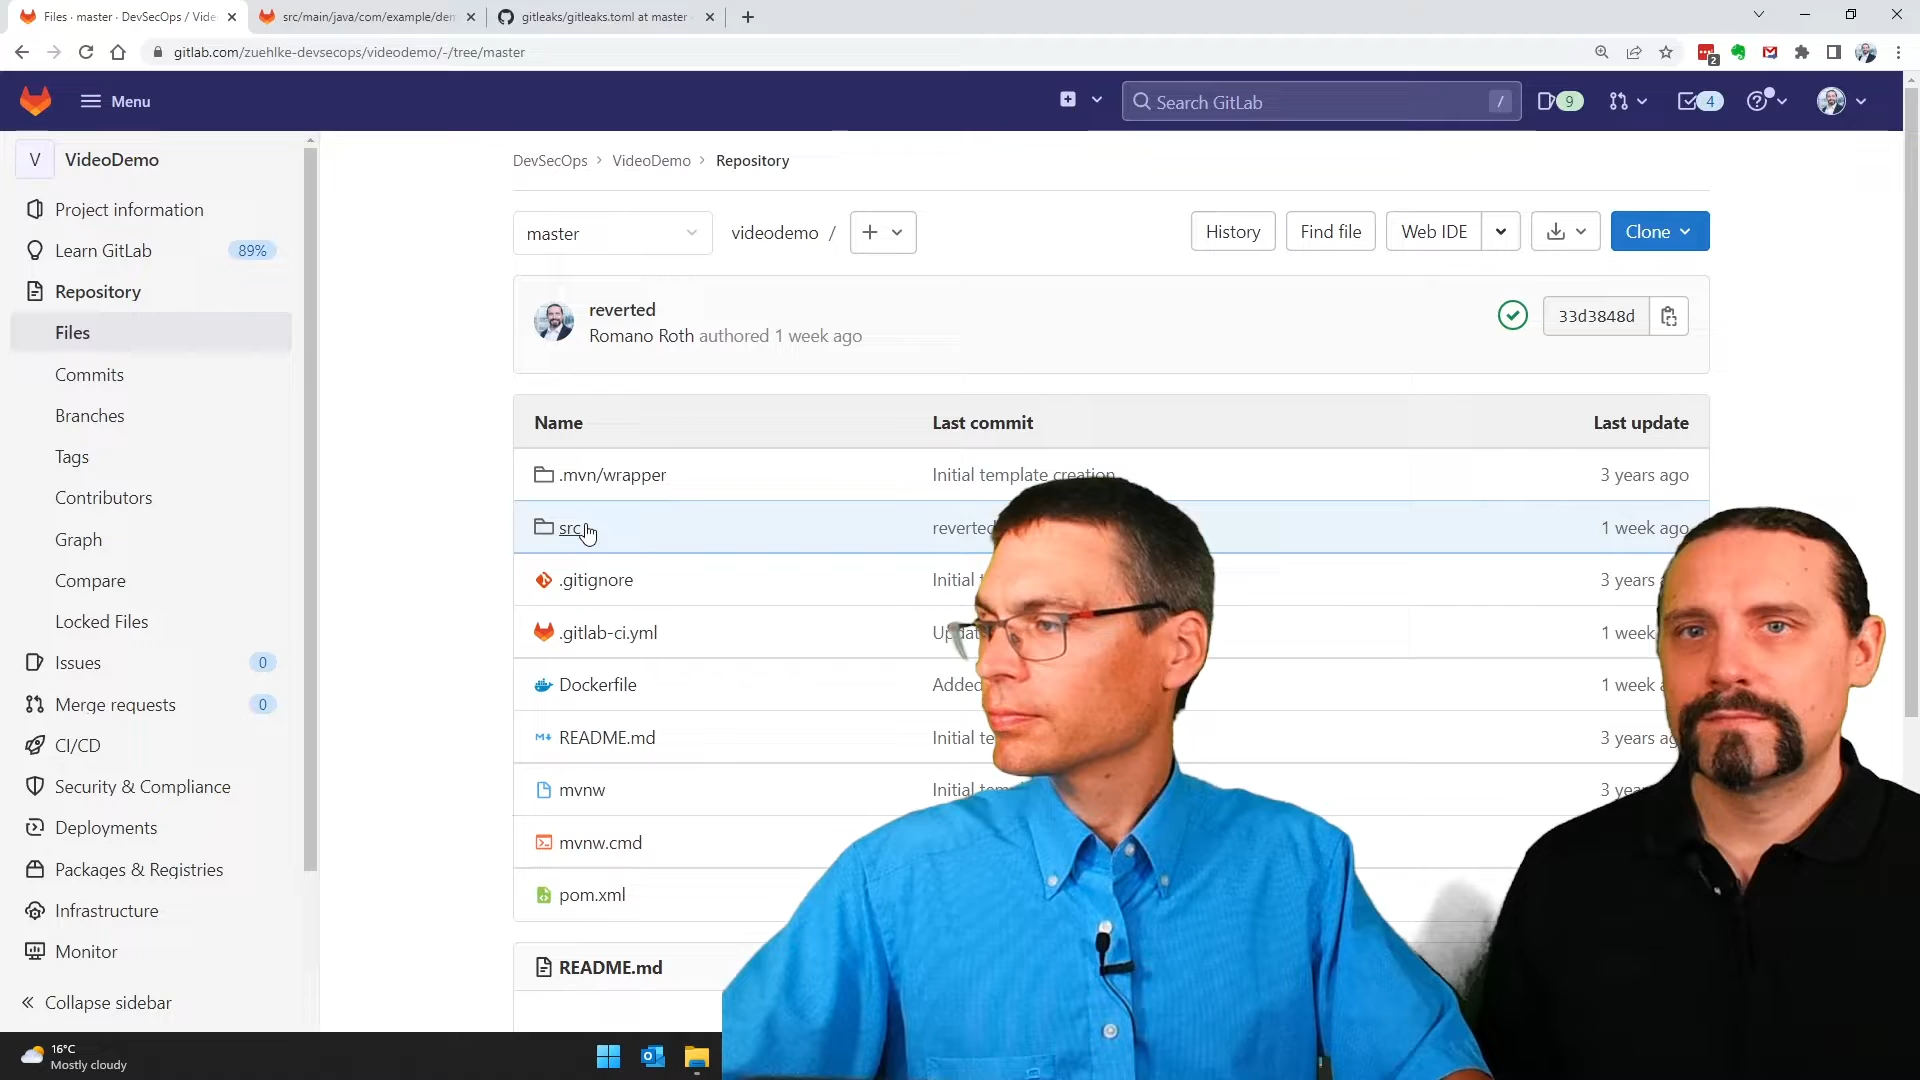 Files · master · DevSecOps / Vide
src/main/java/com/example/den
gitleaks/gitleaks.toml at master
gitlab.com/zuehlke-devsecops/videodemo/-/tree/master
2
Menu
Search GitLab
/
9
4
V
VideoDemo
Project information
Learn GitLab
89%
Repository
Files
Commits
Branches
Tags
Contributors
Graph
Compare
Locked Files
Issues
0
Merge requests
0
CI/CD
Security & Compliance
Deployments
Packages & Registries
Infrastructure
Monitor
Collapse sidebar
DevSecOps > VideoDemo > Repository
master
videodemo /
History
Find file
Web IDE
Clone
reverted
Romano Roth authored 1 week ago
33d3848d
Name Last commit Last update
.mvn/wrapper Initial template creation 3 years ago
src reverted 1 week ago
.gitignore Initial 3 years
.gitlab-ci.yml 1 week
Dockerfile Added 1 week
README.md Initial 3 years
mvnw Initial
mvnw.cmd
pom.xml
README.md
16°C
Mostly cloudy